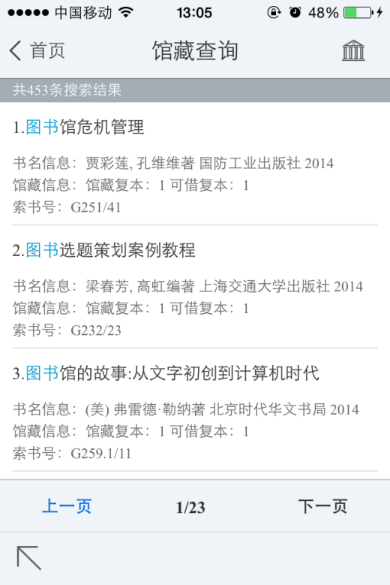 中国移动 13:05 48%
首页 馆藏查询
共453条搜索结果
1.图书馆危机管理
书名信息：贾彩莲, 孔维维著 国防工业出版社 2014
馆藏信息：馆藏复本：1 可借复本：1
索书号：G251/41
2.图书选题策划案例教程
书名信息：梁春芳, 高虹编著 上海交通大学出版社 2014
馆藏信息：馆藏复本：1 可借复本：1
索书号：G232/23
3.图书馆的故事:从文字初创到计算机时代
书名信息：(美) 弗雷德·勒纳著 北京时代华文书局 2014
馆藏信息：馆藏复本：1 可借复本：1
索书号：G259.1/11
上一页 1/23 下一页